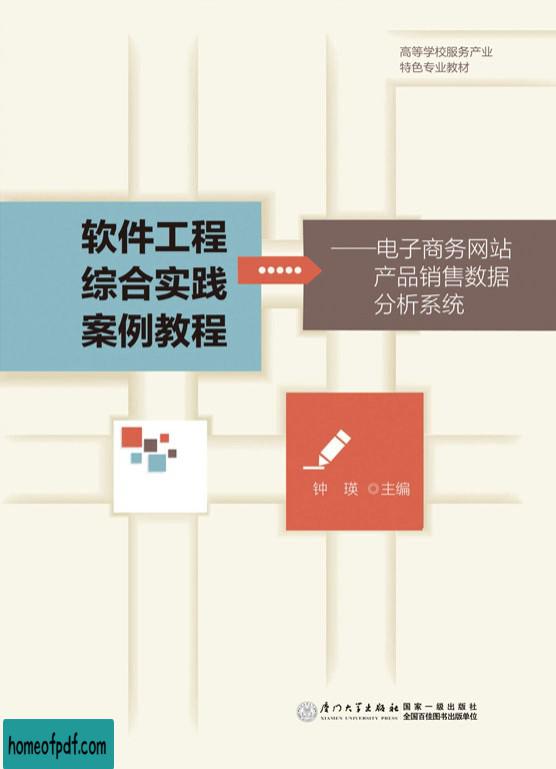 高等学校服务产业
特色专业教材
软件工程
综合实践
案例教程
——电子商务网站
产品销售数据
分析系统
钟 瑛 ◎主编
厦门大学出版社
XIAMEN UNIVERSITY PRESS
国家一级出版社
全国百佳图书出版单位
homeofpdf.com